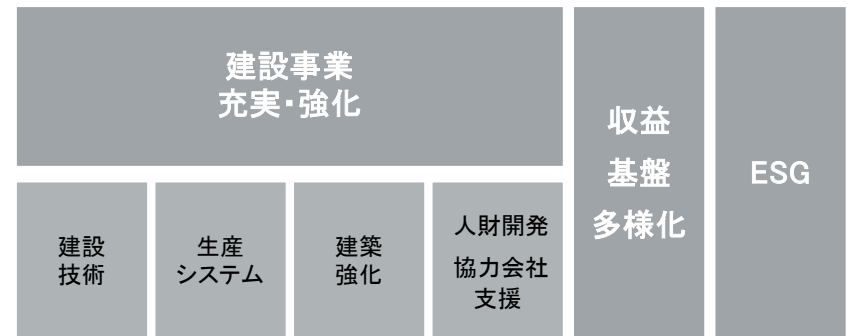 建設事業
充実・強化
建設
技術
生産
システム
建築
強化
人財開発
協力会社
支援
収益
基盤
多様化
ESG